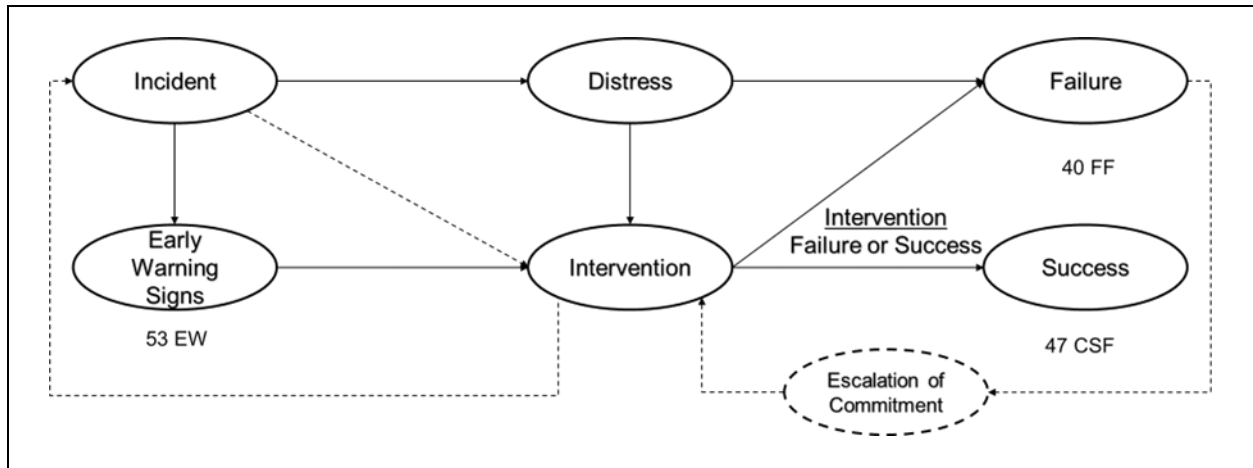 Incident
Distress
Failure
40 FF
Early
Warning
Signs
53 EW
Intervention
Intervention
Failure or Success
Success
47 CSF
Escalation of
Commitment